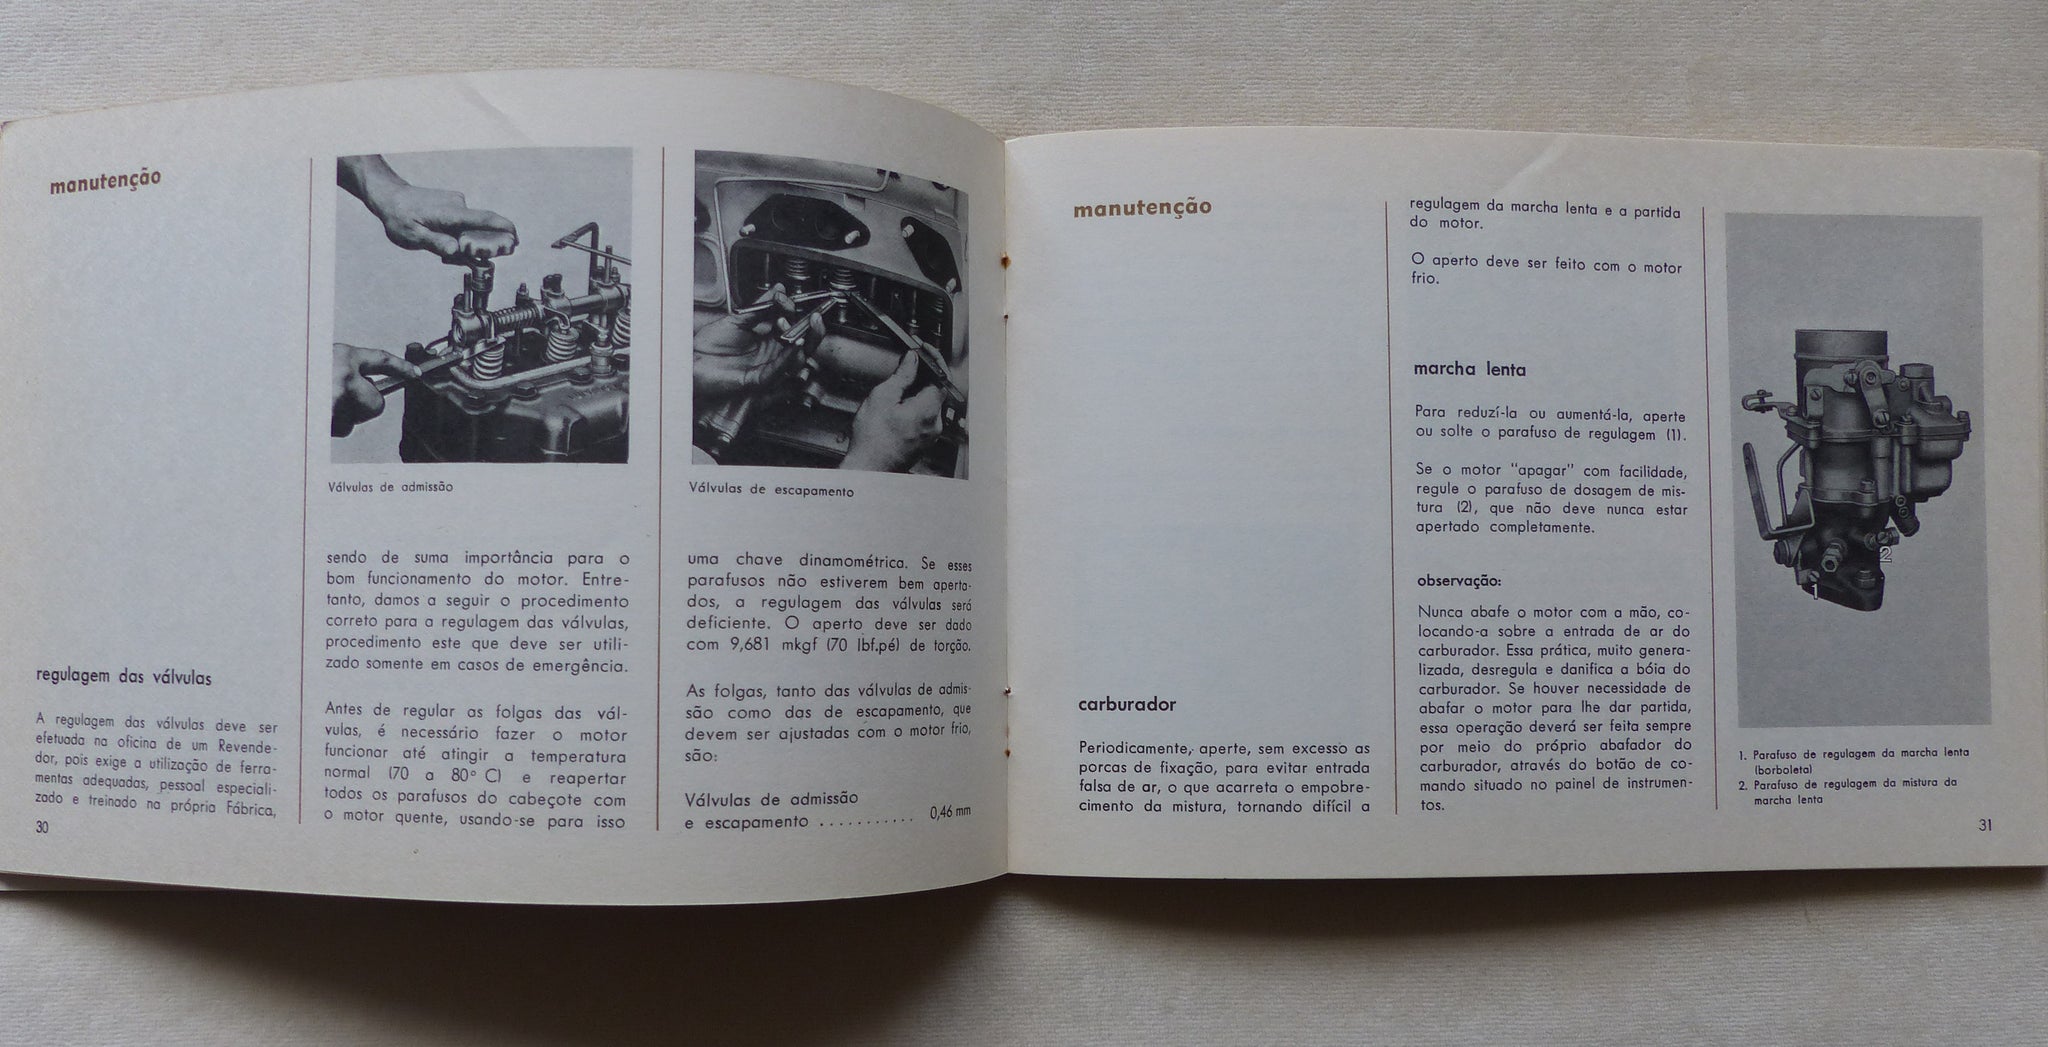 manutenção
regulagem das válvulas
A regulagem das válvulas deve ser
efetuada na oficina de um Revende-
dor, pois exige a utilização de ferra-
mentas adequadas, pessoal especiali-
zado e treinado na própria Fábrica,
30
Válvulas de admissão
sendo de suma importância para o
bom funcionamento do motor. Entre-
tanto, damos a seguir o procedimento
correto para a regulagem das válvulas,
procedimento este que deve ser utili-
zado somente em casos de emergência.
Antes de regular as folgas das vál-
vulas, é necessário fazer o motor
funcionar até atingir a temperatura
normal (70 a 80° C) e reapertar
todos os parafusos do cabeçote com
o motor quente, usando-se para isso
Válvulas de escapamento
uma chave dinamométrica. Se esses
parafusos não estiverem bem aperta-
dos, a regulagem das válvulas será
deficiente. O aperto deve ser dado
com 9,681 mkgf (70 lbf.pé) de torção.
As folgas, tanto das válvulas de admis-
são como das de escapamento, que
devem ser ajustadas com o motor frio,
são:
Válvulas de admissão
e escapamento ........... 0,46 mm
manutenção
carburador
Periodicamente, aperte, sem excesso as
porcas de fixação, para evitar entrada
falsa de ar, o que acarreta o empobre-
cimento da mistura, tornando difícil a
regulagem da marcha lenta e a partida
do motor.
O aperto deve ser feito com o motor
frio.
marcha lenta
Para reduzí-la ou aumentá-la, aperte
ou solte o parafuso de regulagem (1).
Se o motor "apagar" com facilidade,
regule o parafuso de dosagem de mis-
tura (2), que não deve nunca estar
apertado completamente.
observação:
Nunca abafe o motor com a mão, co-
locando-a sobre a entrada de ar do
carburador. Essa prática, muito genera-
lizada, desregula e danifica a bóia do
carburador. Se houver necessidade de
abafar o motor para lhe dar partida,
essa operação deverá ser feita sempre
por meio do próprio abafador do
carburador, através do botão de co-
mando situado no painel de instrumen-
tos.
2
1
1. Parafuso de regulagem da marcha lenta
(borboleta)
2. Parafuso de regulagem da mistura da
marcha lenta
31